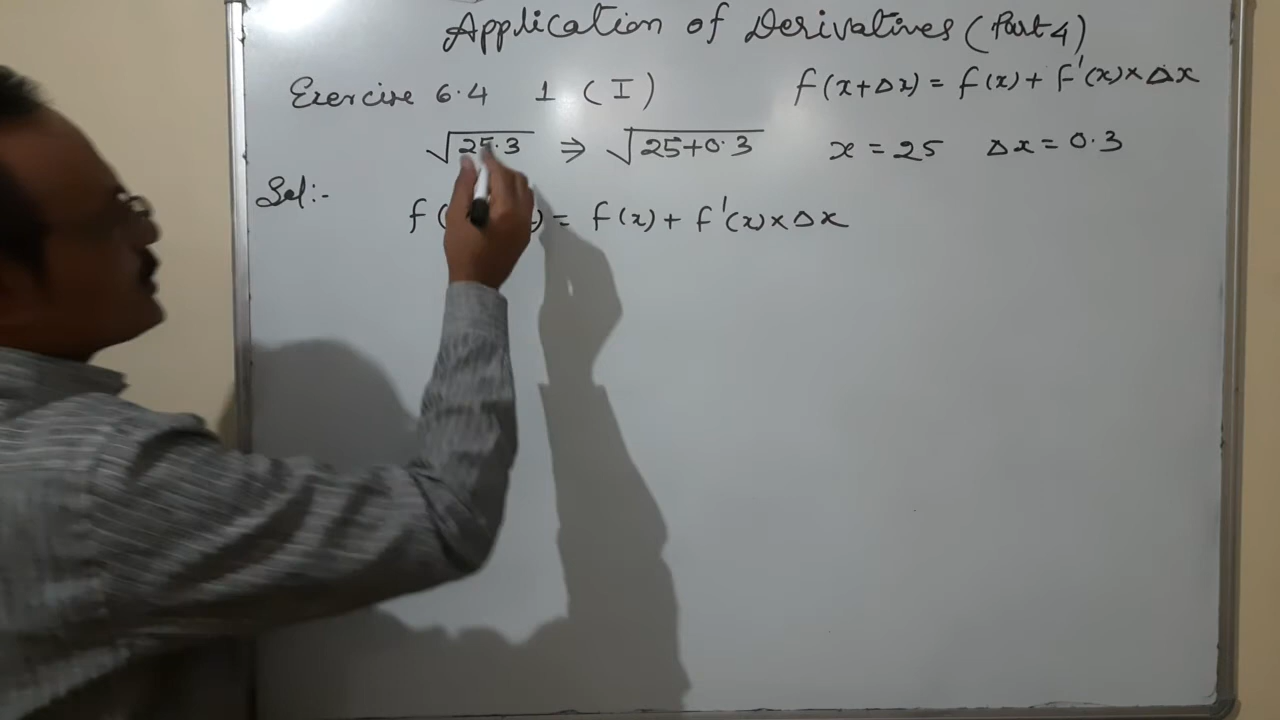 Application of Derivatives (Part 4)
Exercise 6.4 1 (I) f(x+Δx) = f(x) + f'(x) × Δx
√25.3 ⇒ √25+0.3 x = 25 Δx = 0.3
Sol:-
f( ) = f(x) + f'(x) × Δx